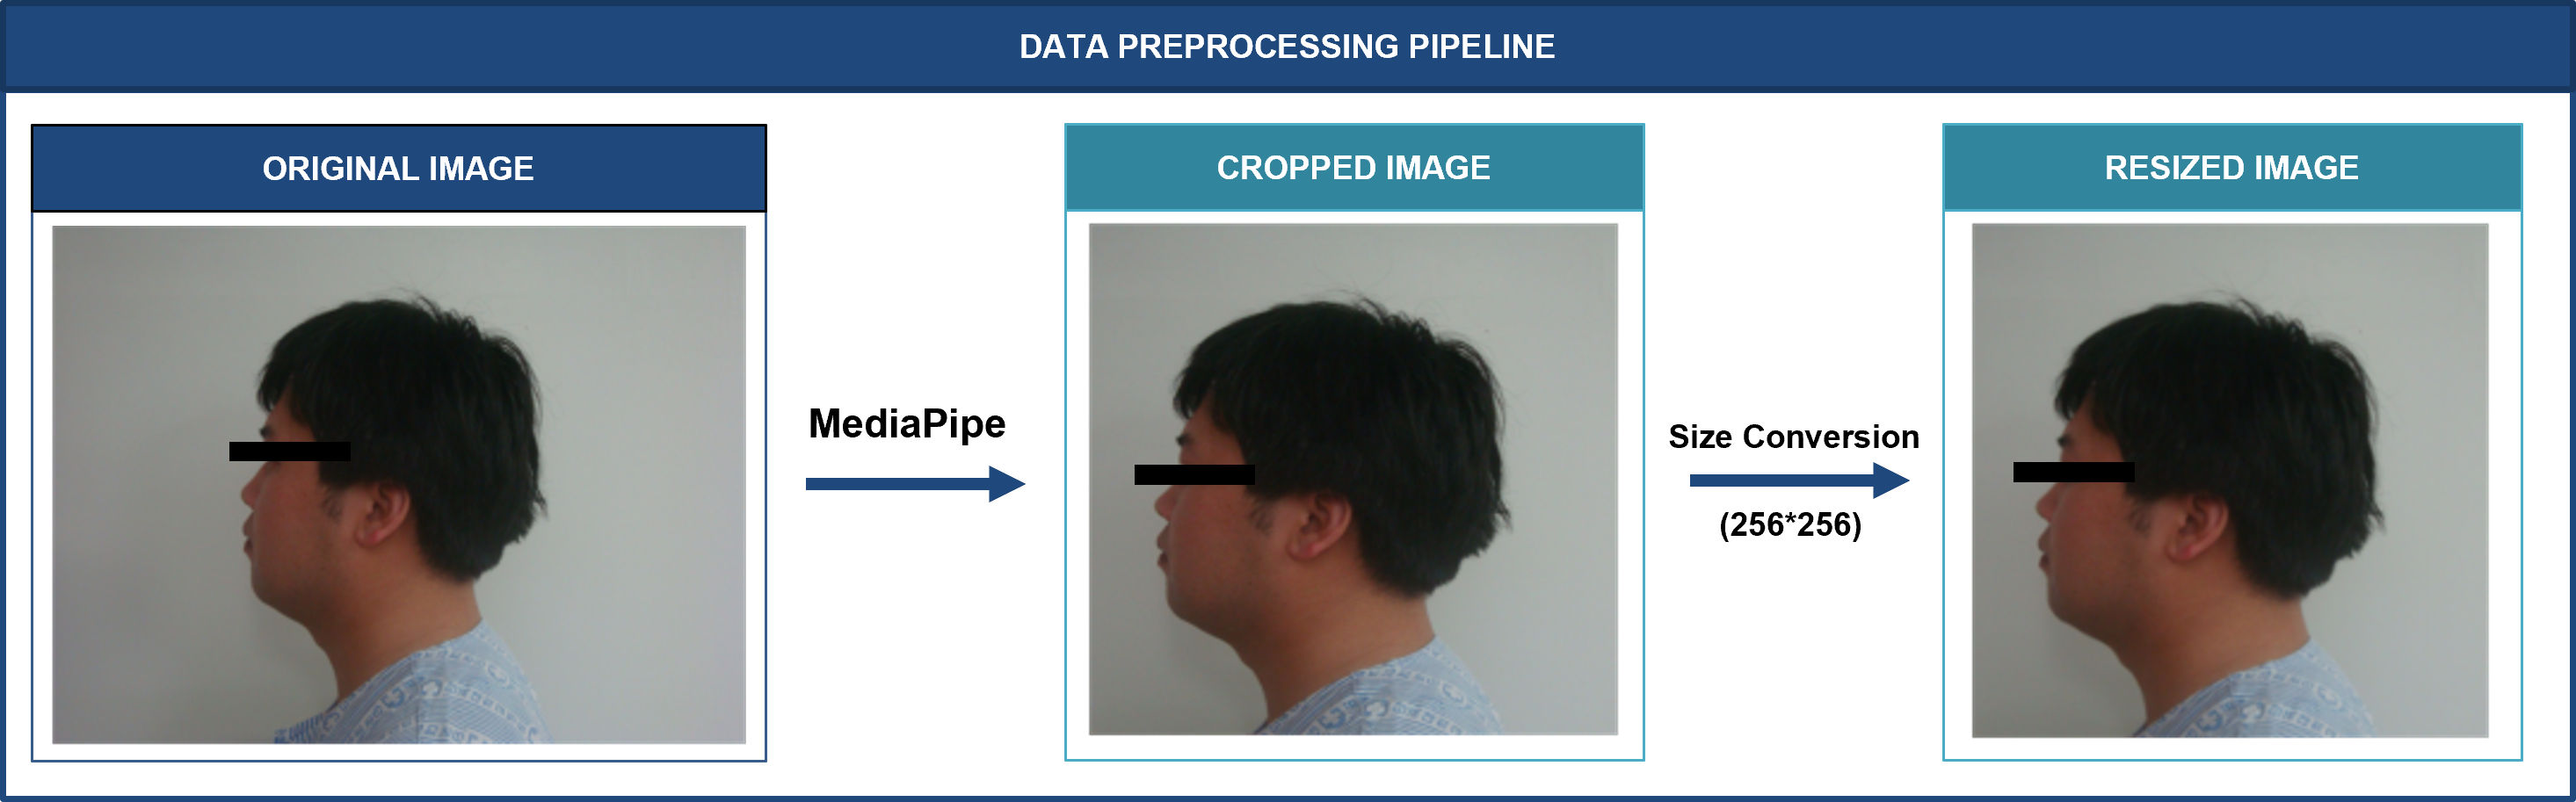 DATA PREPROCESSING PIPELINE
ORIGINAL IMAGE
MediaPipe
CROPPED IMAGE
Size Conversion
(256*256)
RESIZED IMAGE